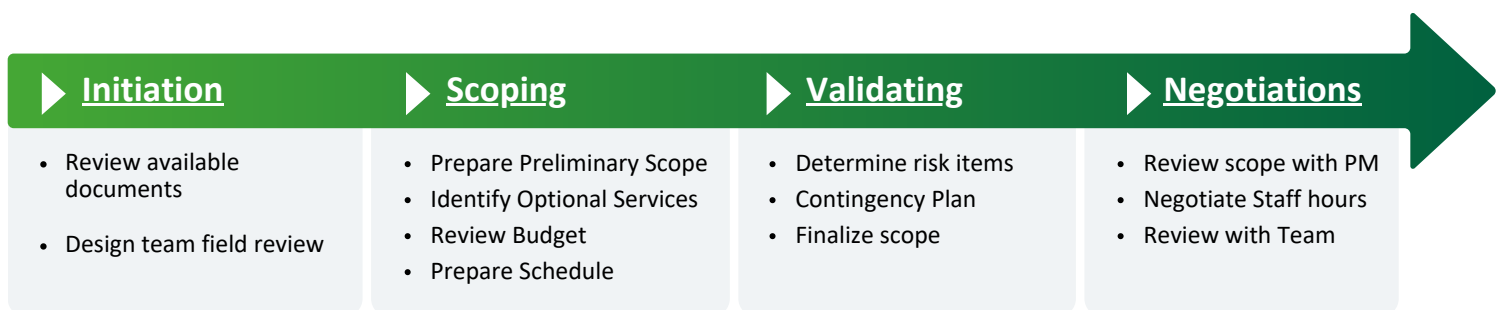 Initiation
Review available
documents
Design team field review
Scoping
Prepare Preliminary Scope
Identify Optional Services
Review Budget
Prepare Schedule
Validating
Determine risk items
Contingency Plan
Finalize scope
Negotiations
Review scope with PM
Negotiate Staff hours
Review with Team